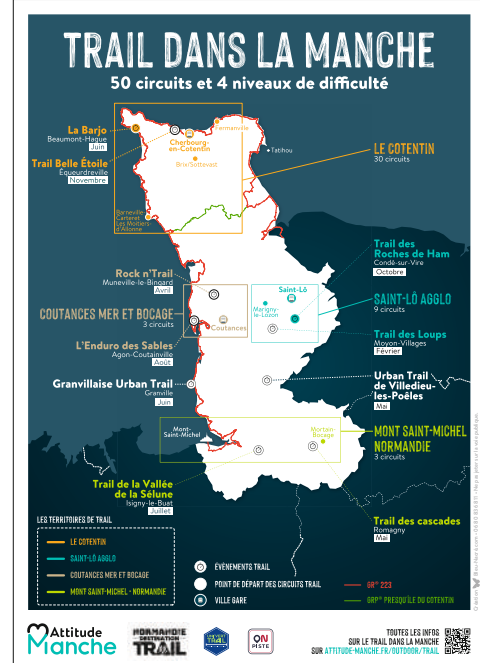 TRAIL DANS LA MANCHE
50 circuits et 4 niveaux de difficulté
La Barjo
Beaumont-Hague
Juin
Trail Belle Étoile
Équeurdreville
Novembre
Fermanville
Cherbourg-
en-Cotentin
Brix/Sottevast
Tatihou
LE COTENTIN
30 circuits
Barneville-
Carteret
Les Moitiers-
d'Allonne
Trail des
Roches de Ham
Condé-sur-Vire
Octobre
Rock n'Trail
Muneville-le-Bingard
Avril
COUTANCES MER ET BOCAGE
3 circuits
Coutances
Saint-Lô
Marigny-
le-Lozon
SAINT-LÔ AGGLO
9 circuits
L'Enduro des Sables
Agon-Coutainville
Août
Trail des Loups
Moyon-Villages
Février
Granvillaise Urban Trail
Granville
Juin
Urban Trail
de Villedieu-
les-Poêles
Mai
Mont-
Saint-Michel
Mortain-
Bocage
MONT SAINT-MICHEL
NORMANDIE
3 circuits
Trail de la Vallée
de la Sélune
Isigny-le-Buat
Juillet
Trail des cascades
Romagny
Mai
LES TERRITOIRES DE TRAIL
LE COTENTIN
SAINT-LÔ AGGLO
COUTANCES MER ET BOCAGE
MONT SAINT-MICHEL - NORMANDIE
ÉVÉNEMENTS TRAIL
POINT DE DÉPART DES CIRCUITS TRAIL
VILLE GARE
GR® 223
GRP® PRESQU'ÎLE DU COTENTIN
Attitude
Manche
NORMANDIE
DESTINATION
TRAIL
ON
PISTE
TOUTES LES INFOS
SUR LE TRAIL DANS LA MANCHE
SUR ATTITUDE-MANCHE.FR/OUTDOOR/TRAIL